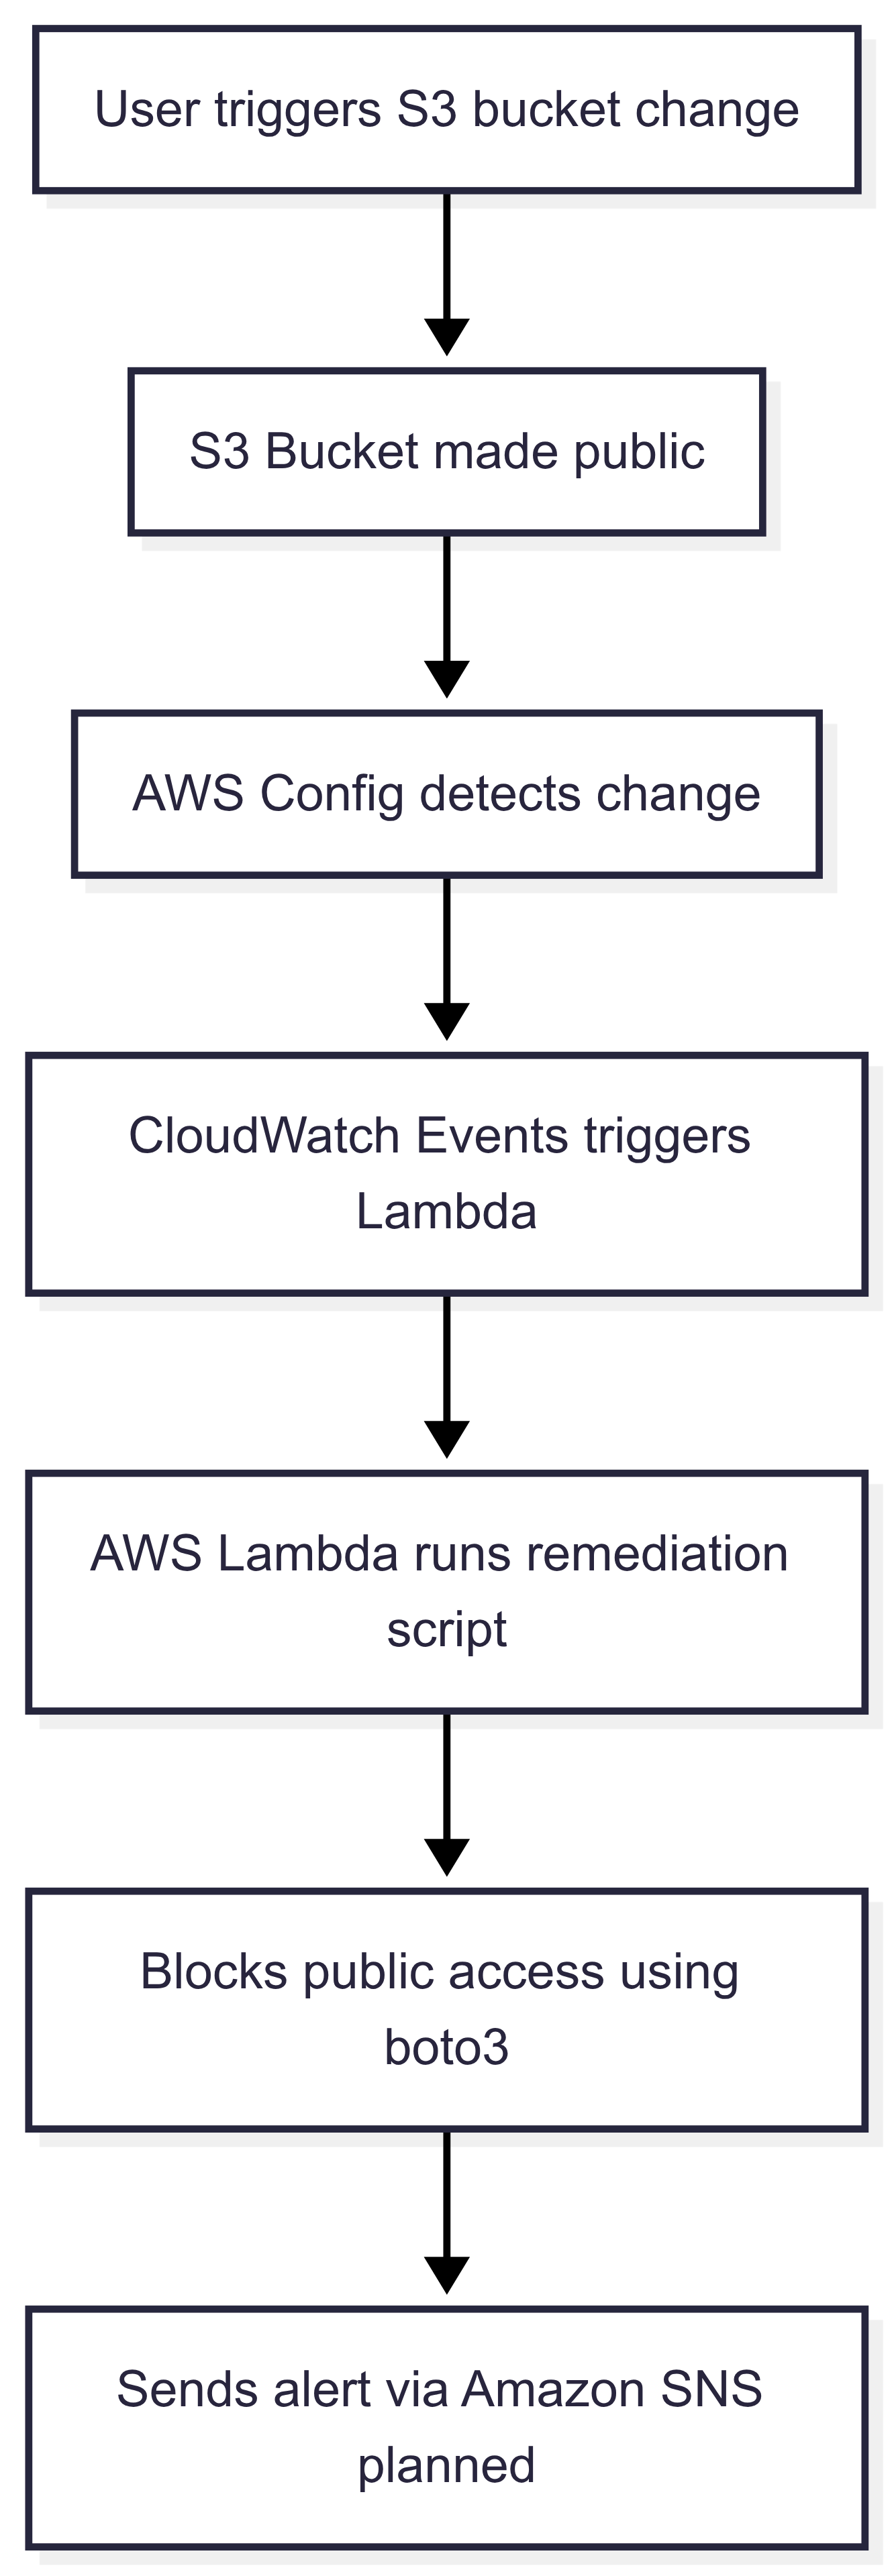 User triggers S3 bucket change
S3 Bucket made public
AWS Config detects change
CloudWatch Events triggers
Lambda
AWS Lambda runs remediation
script
Blocks public access using
boto3
Sends alert via Amazon SNS
planned